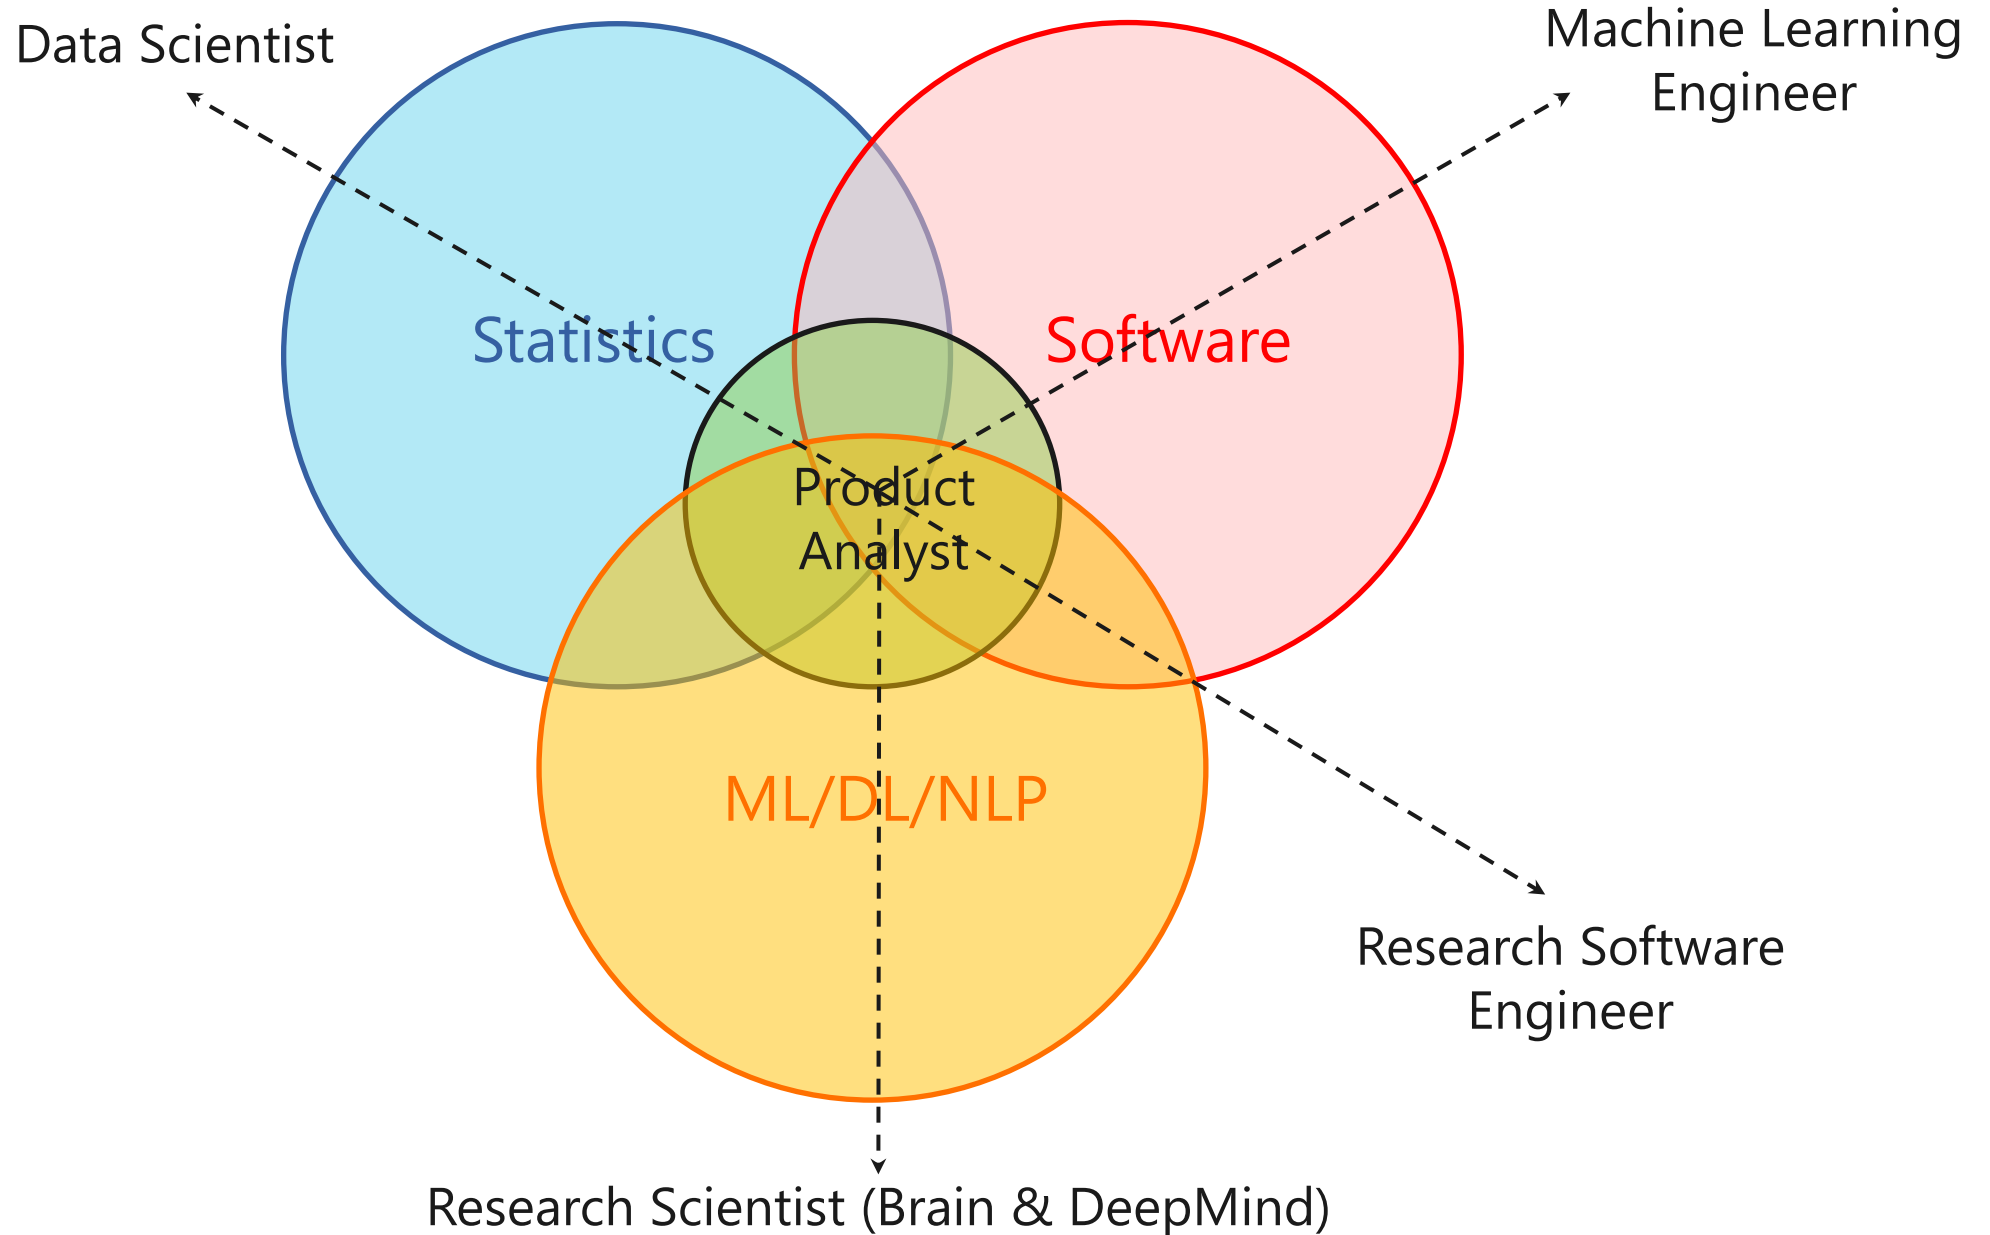 Data Scientist
Machine Learning
Engineer
Statistics
Software
Product
Analyst
ML/DL/NLP
Research Software
Engineer
Research Scientist (Brain & DeepMind)